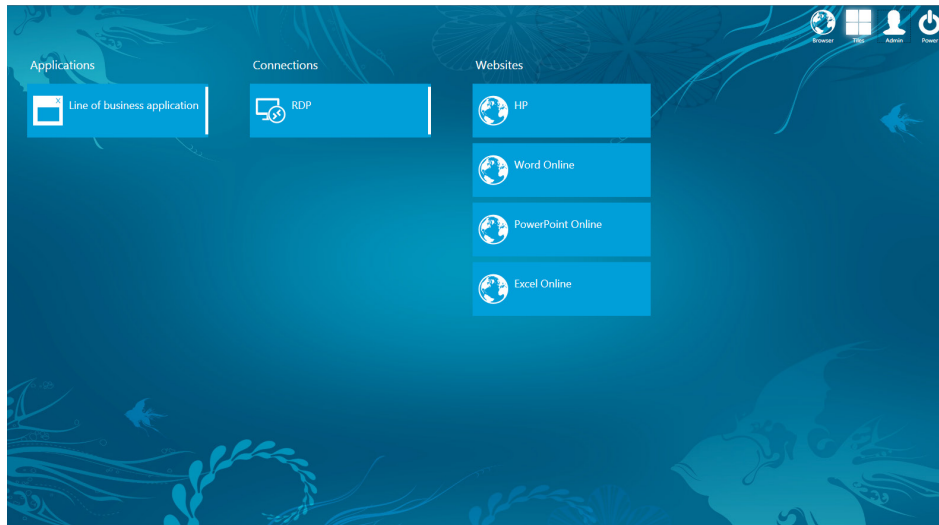 Browser
Tiles
Admin
Power
Applications
Connections
Websites
Line of business application
RDP
HP
Word Online
PowerPoint Online
Excel Online